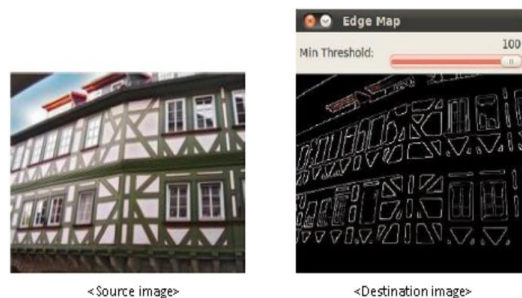 Edge Map
Min Threshold:
100
<Source image>
<Destination image>